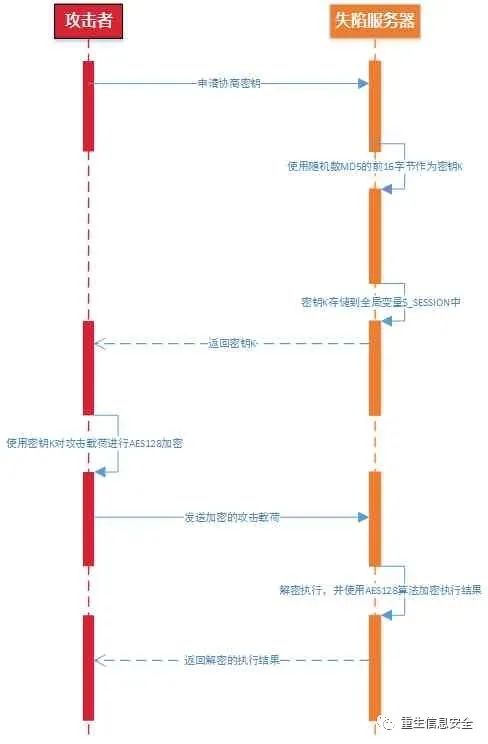 攻击者
失陷服务器
申请协商密钥
使用随机数MD5的前16字节作为密钥K
密钥K存储到全局变量$_SESSION中
返回密钥K
使用密钥K对攻击载荷进行AES128加密
发送加密的攻击载荷
解密执行，并使用AES128算法加密执行结果
返回解密的执行结果
重生信息安全